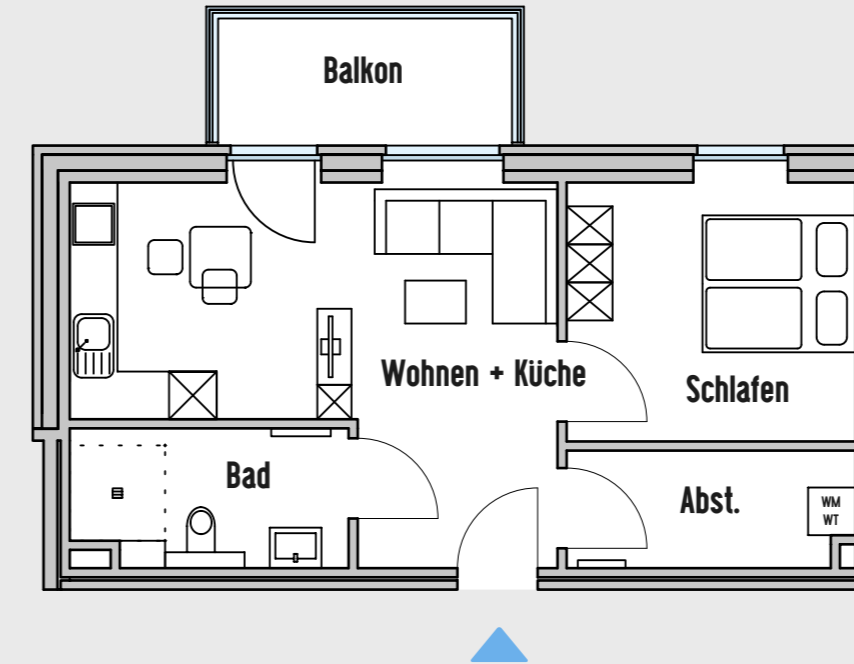 Balkon
Wohnen + Küche
Schlafen
Bad
Abst.
WM
WT